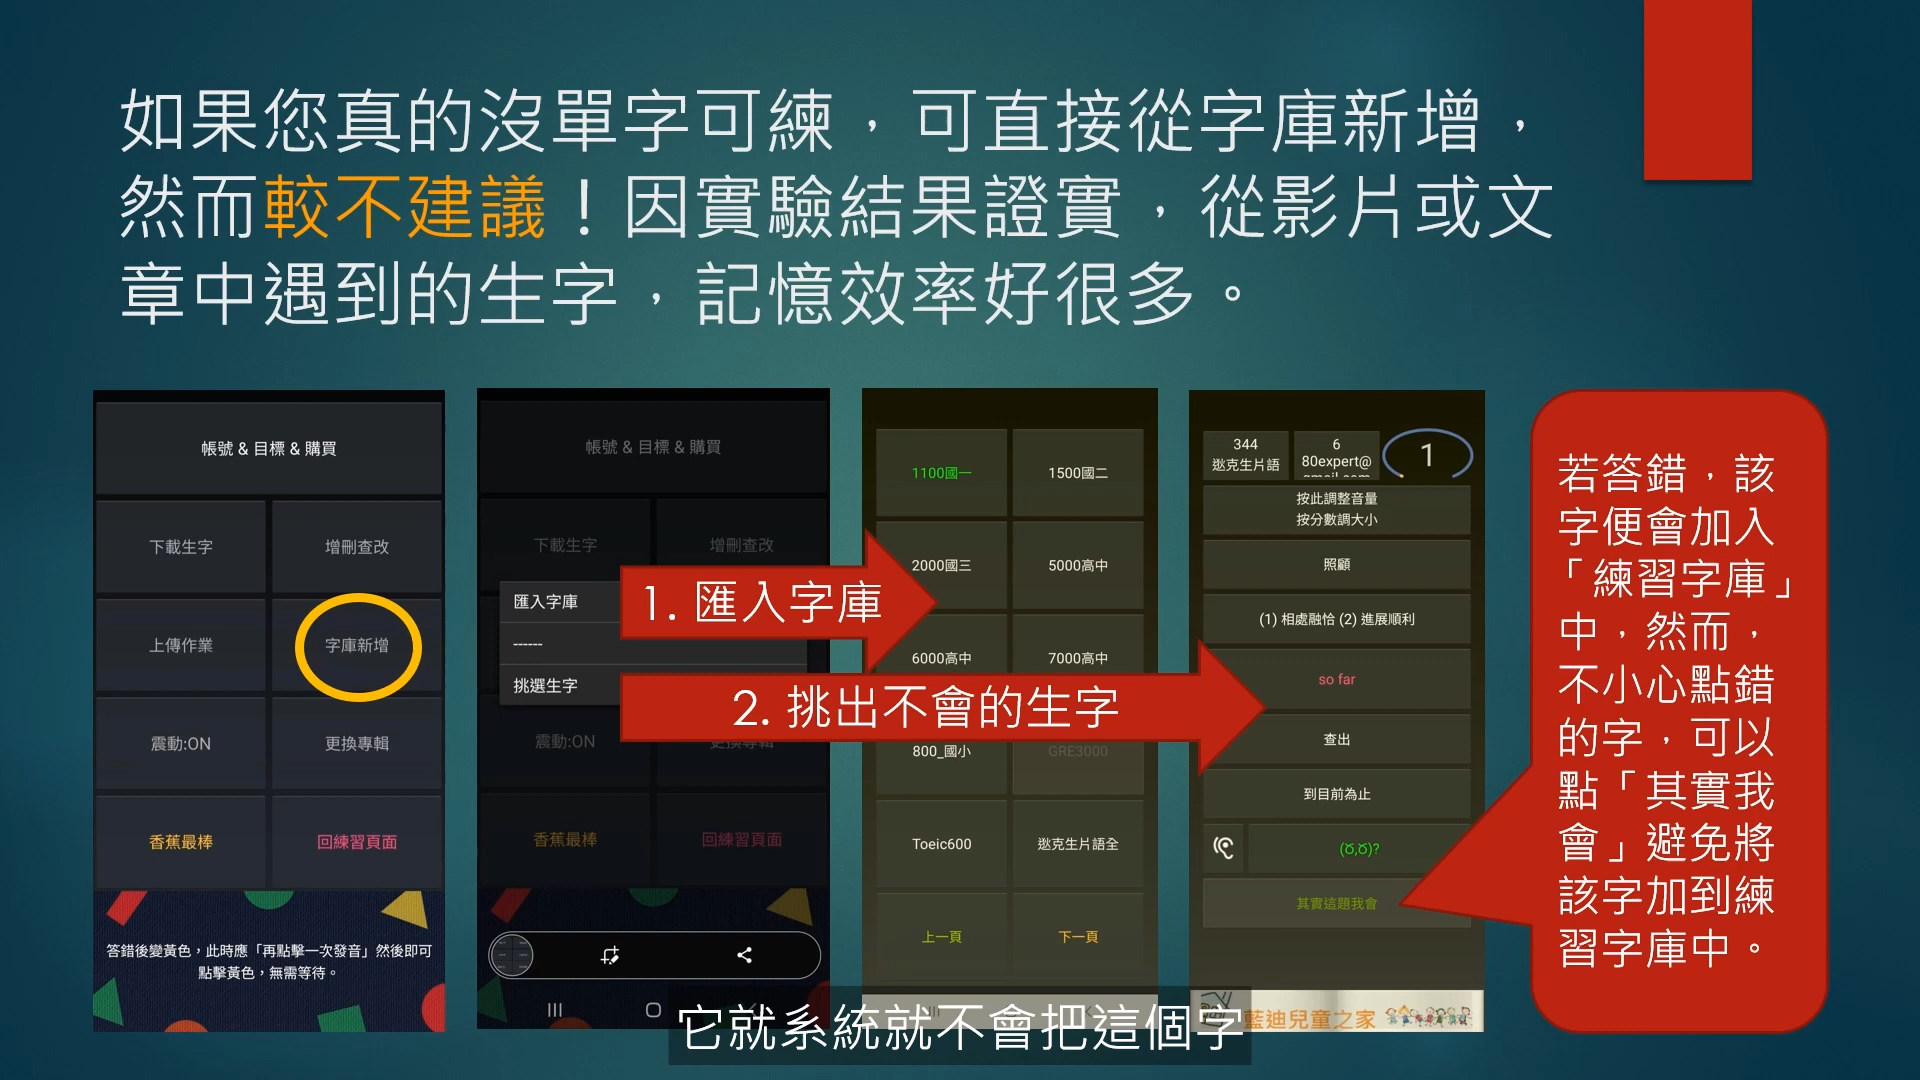 如果您真的沒單字可練，可直接從字庫新增，
然而較不建議！因實驗結果證實，從影片或文
章中遇到的生字，記憶效率好很多。
帳號 & 目標 & 購買
下載生字
增刪查改
上傳作業
字庫新增
震動:ON
更換專輯
香蕉最棒
回練習頁面
答錯後變黃色，此時應「再點擊一次發音」然後即可
點擊黃色，無需等待。
帳號 & 目標 & 購買
下載生字
增刪查改
匯入字庫
------
挑選生字
震動:ON
更換專輯
香蕉最棒
回練習頁面
1. 匯入字庫
2. 挑出不會的生字
1100國一
1500國二
2000國三
5000高中
6000高中
7000高中
800_國小
GRE3000
Toeic600
逖克生片語全
上一頁
下一頁
344
逖克生片語
6
80expert@
1
按此調整音量
按分數調大小
照顧
(1) 相處融恰 (2) 進展順利
so far
查出
到目前為止
其實這題我會
藍迪兒童之家
若答錯，該
字便會加入
「練習字庫」
中，然而，
不小心點錯
的字，可以
點「其實我
會」避免將
該字加到練
習字庫中。
它就系統就不會把這個字